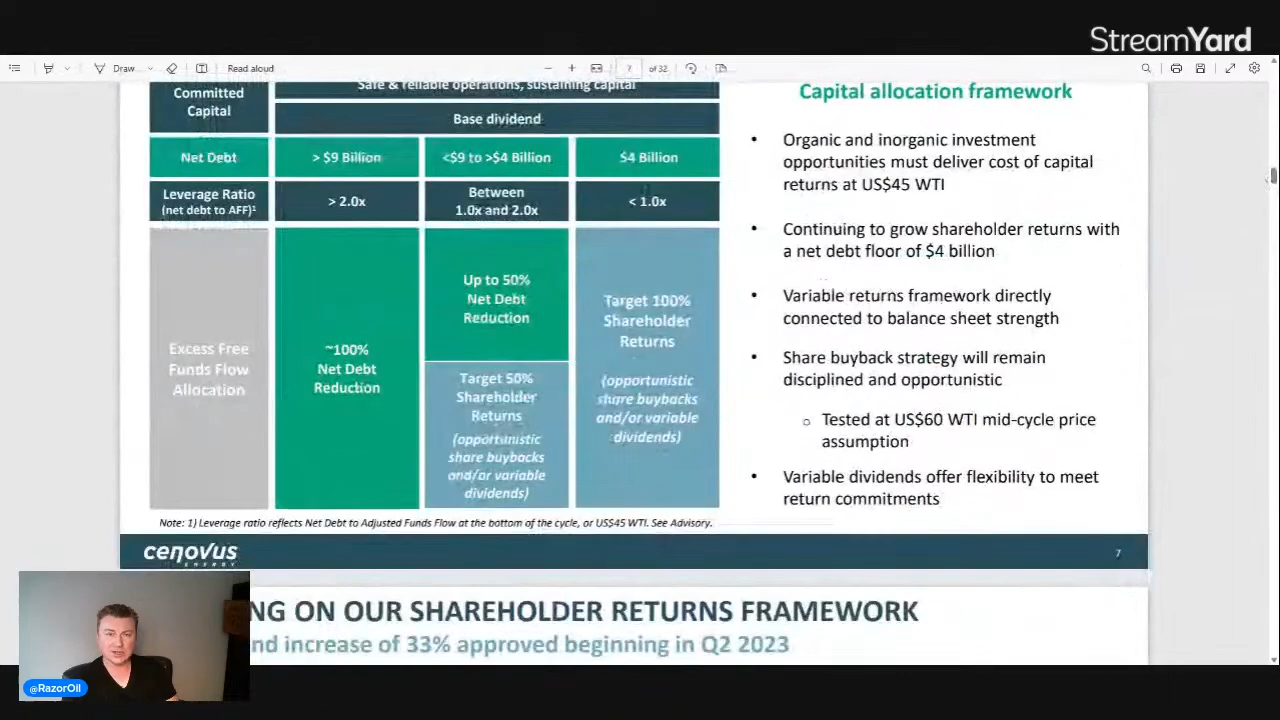 StreamYard
Draw
Read aloud
7
of 32
Committed
Capital
Safe & reliable operations, sustaining capital
Base dividend
Net Debt
> $9 Billion
<$9 to >$4 Billion
$4 Billion
Leverage Ratio
(net debt to AFF)¹
> 2.0x
Between
1.0x and 2.0x
< 1.0x
Excess Free
Funds Flow
Allocation
~100%
Net Debt
Reduction
Up to 50%
Net Debt
Reduction
Target 50%
Shareholder
Returns
(opportunistic
share buybacks
and/or variable
dividends)
Target 100%
Shareholder
Returns
(opportunistic
share buybacks
and/or variable
dividends)
Note: 1) Leverage ratio reflects Net Debt to Adjusted Funds Flow at the bottom of the cycle, or US$45 WTI. See Advisory.
Capital allocation framework
• Organic and inorganic investment
opportunities must deliver cost of capital
returns at US$45 WTI
• Continuing to grow shareholder returns with
a net debt floor of $4 billion
• Variable returns framework directly
connected to balance sheet strength
• Share buyback strategy will remain
disciplined and opportunistic
o Tested at US$60 WTI mid-cycle price
assumption
• Variable dividends offer flexibility to meet
return commitments
cenovus
ENERGY
7
NG ON OUR SHAREHOLDER RETURNS FRAMEWORK
nd increase of 33% approved beginning in Q2 2023
@RazorOil